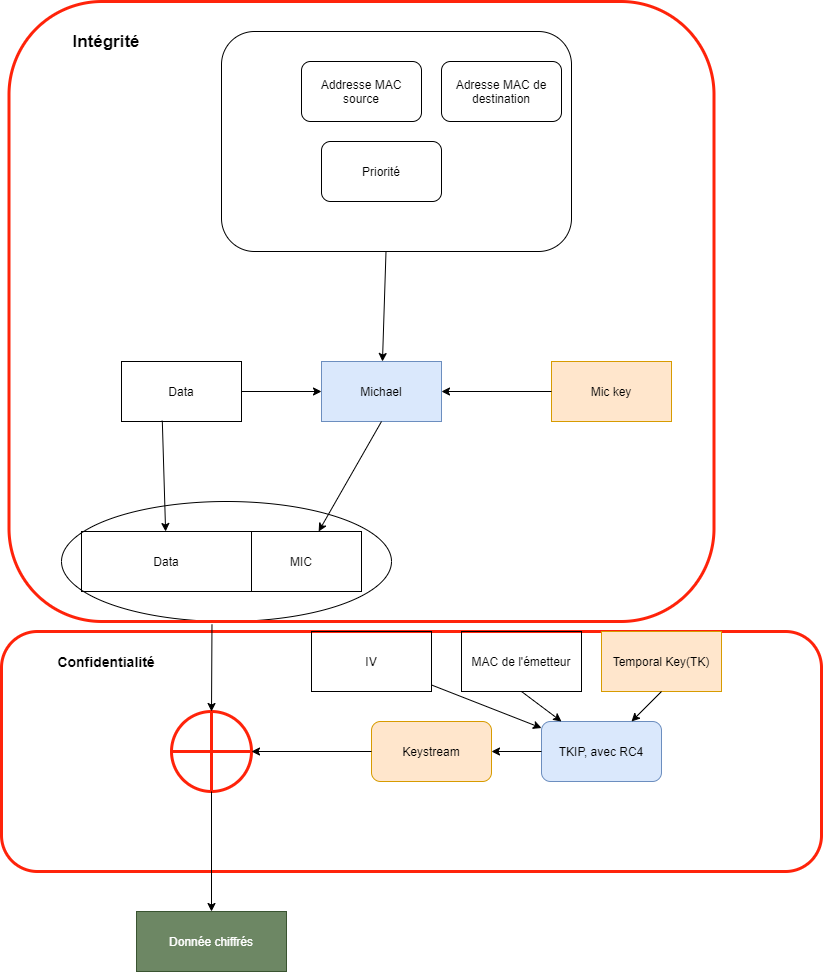 Intégrité
Addresse MAC
source
Adresse MAC de
destination
Priorité
Data
Michael
Mic key
Data
MIC
Confidentialité
IV
MAC de l'émetteur
Temporal Key(TK)
Keystream
TKIP, avec RC4
Donnée chiffrés